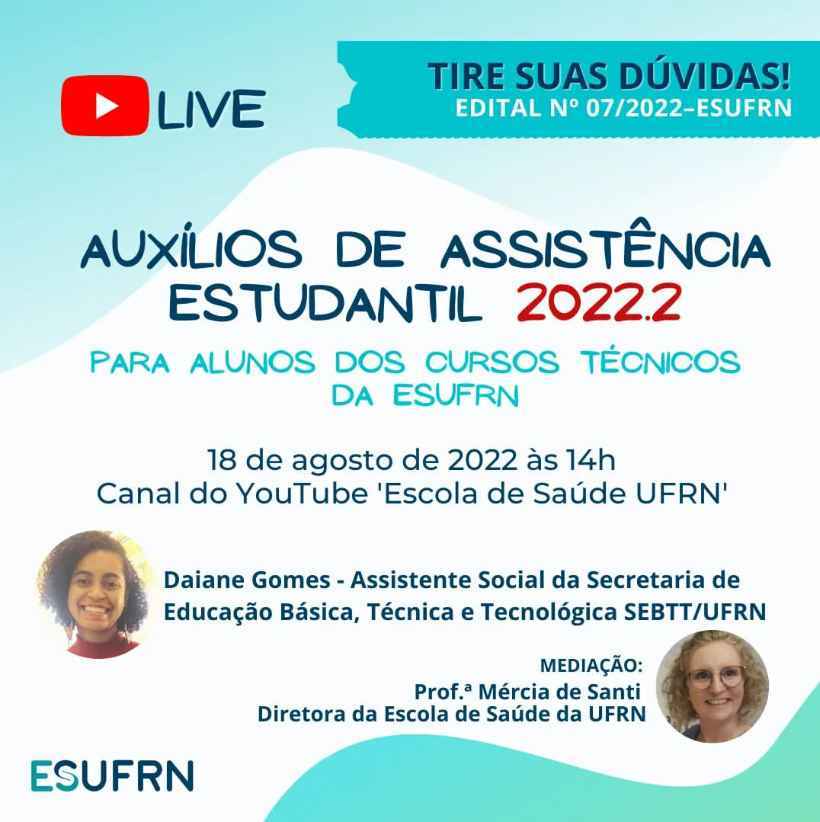 LIVE
TIRE SUAS DÚVIDAS!
EDITAL Nº 07/2022–ESUFRN
AUXÍLIOS DE ASSISTÊNCIA
ESTUDANTIL 2022.2
PARA ALUNOS DOS CURSOS TÉCNICOS
DA ESUFRN
18 de agosto de 2022 às 14h
Canal do YouTube 'Escola de Saúde UFRN'
Daiane Gomes - Assistente Social da Secretaria de
Educação Básica, Técnica e Tecnológica SEBTT/UFRN
MEDIAÇÃO:
Prof.ª Mércia de Santi
Diretora da Escola de Saúde da UFRN
ESUFRN